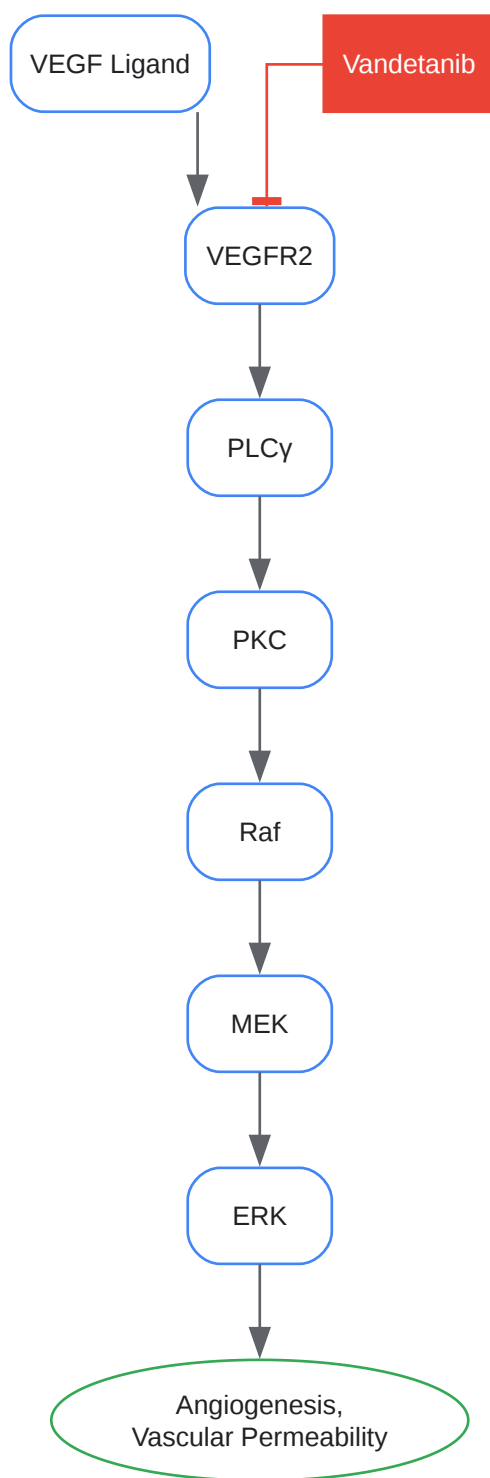 VEGF Ligand
Vandetanib
VEGFR2
PLCγ
PKC
Raf
MEK
ERK
Angiogenesis,
Vascular Permeability